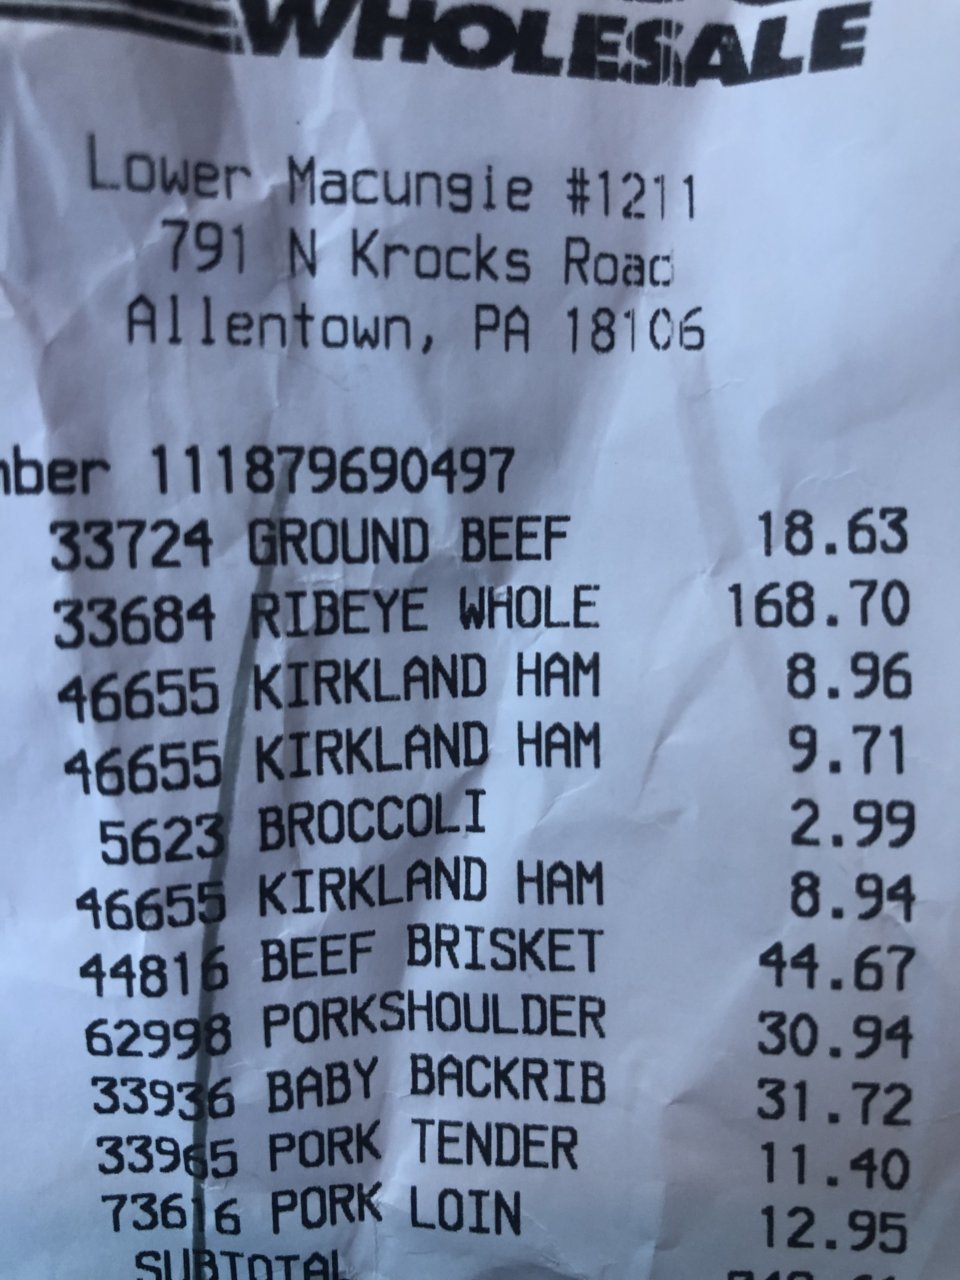 WHOLESALE
Lower Macungie #1211
791 N Krocks Road
Allentown, PA 18106
mber 111879690497
33724 GROUND BEEF 18.63
33684 RIBEYE WHOLE 168.70
46655 KIRKLAND HAM 8.96
46655 KIRKLAND HAM 9.71
5623 BROCCOLI 2.99
46655 KIRKLAND HAM 8.94
44816 BEEF BRISKET 44.67
62998 PORKSHOULDER 30.94
33936 BABY BACKRIB 31.72
33965 PORK TENDER 11.40
73616 PORK LOIN 12.95
SUBTOTAL